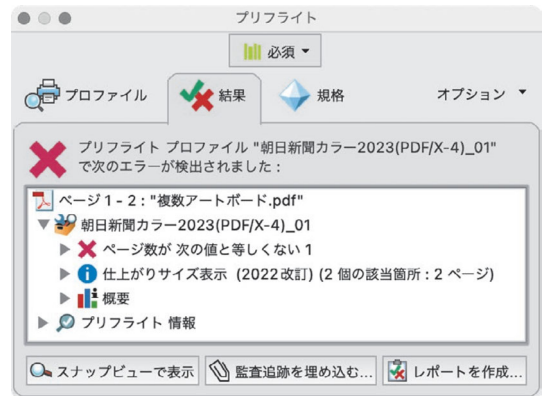 プリフライト
必須
プロファイル
結果
規格
オプション
プリフライト プロファイル "朝日新聞カラー2023(PDF/X-4)_01"
で次のエラーが検出されました：
ページ 1 - 2 : "複数アートボード.pdf"
朝日新聞カラー2023(PDF/X-4)_01
ページ数が 次の値と等しくない 1
仕上がりサイズ表示 (2022改訂) (2 個の該当箇所 : 2 ページ)
概要
プリフライト 情報
スナップビューで表示
監査追跡を埋め込む...
レポートを作成...